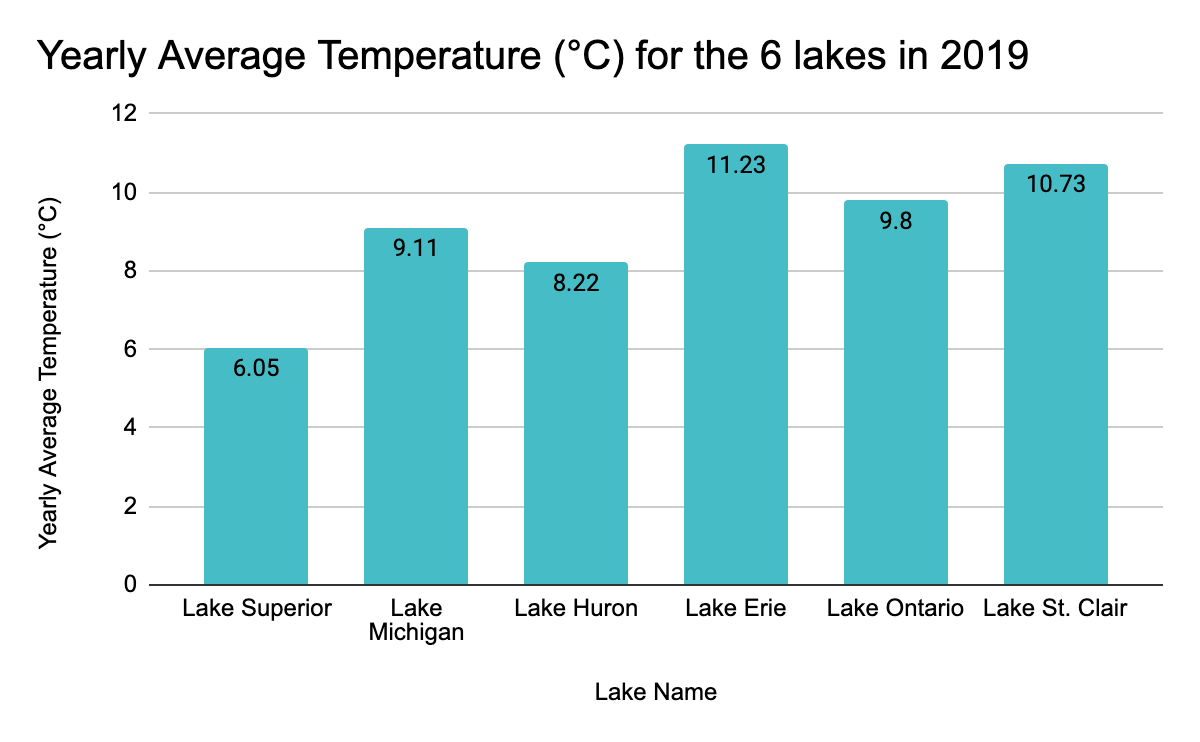 Yearly Average Temperature (°C) for the 6 lakes in 2019
Yearly Average Temperature (°C)
12
10
8
6
4
2
0
6.05
9.11
8.22
11.23
9.8
10.73
Lake Superior
Lake
Michigan
Lake Huron
Lake Erie
Lake Ontario
Lake St. Clair
Lake Name